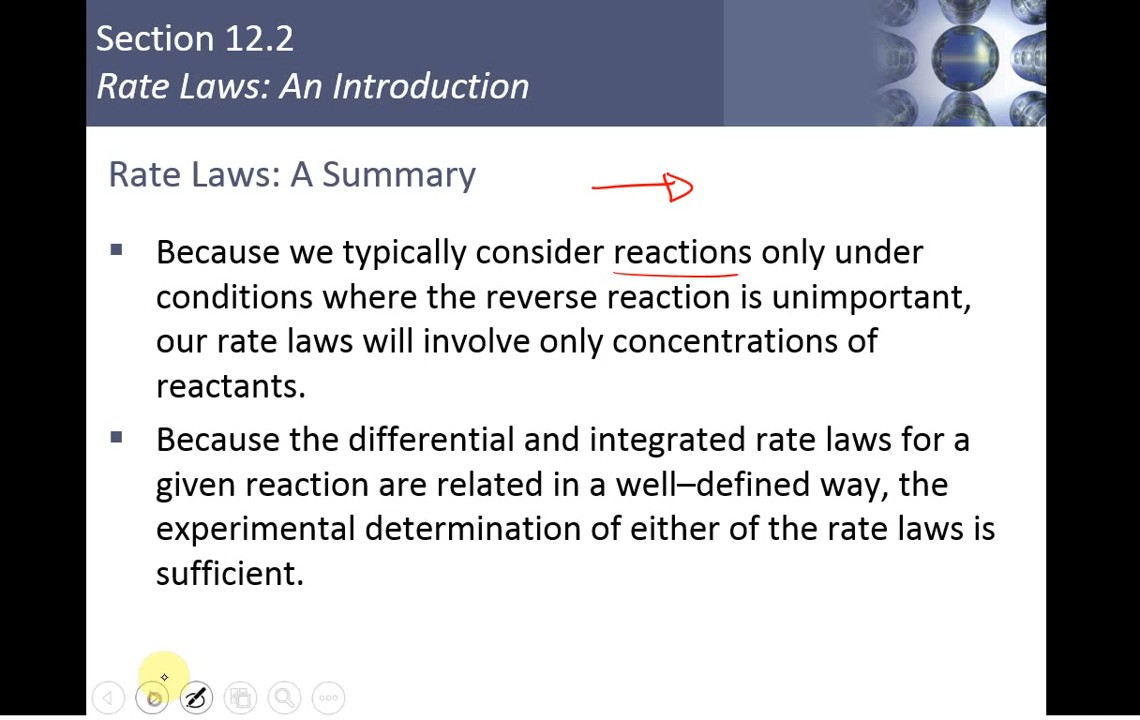 Section 12.2
Rate Laws: An Introduction
Rate Laws: A Summary
Because we typically consider reactions only under
conditions where the reverse reaction is unimportant,
our rate laws will involve only concentrations of
reactants.
Because the differential and integrated rate laws for a
given reaction are related in a well–defined way, the
experimental determination of either of the rate laws is
sufficient.